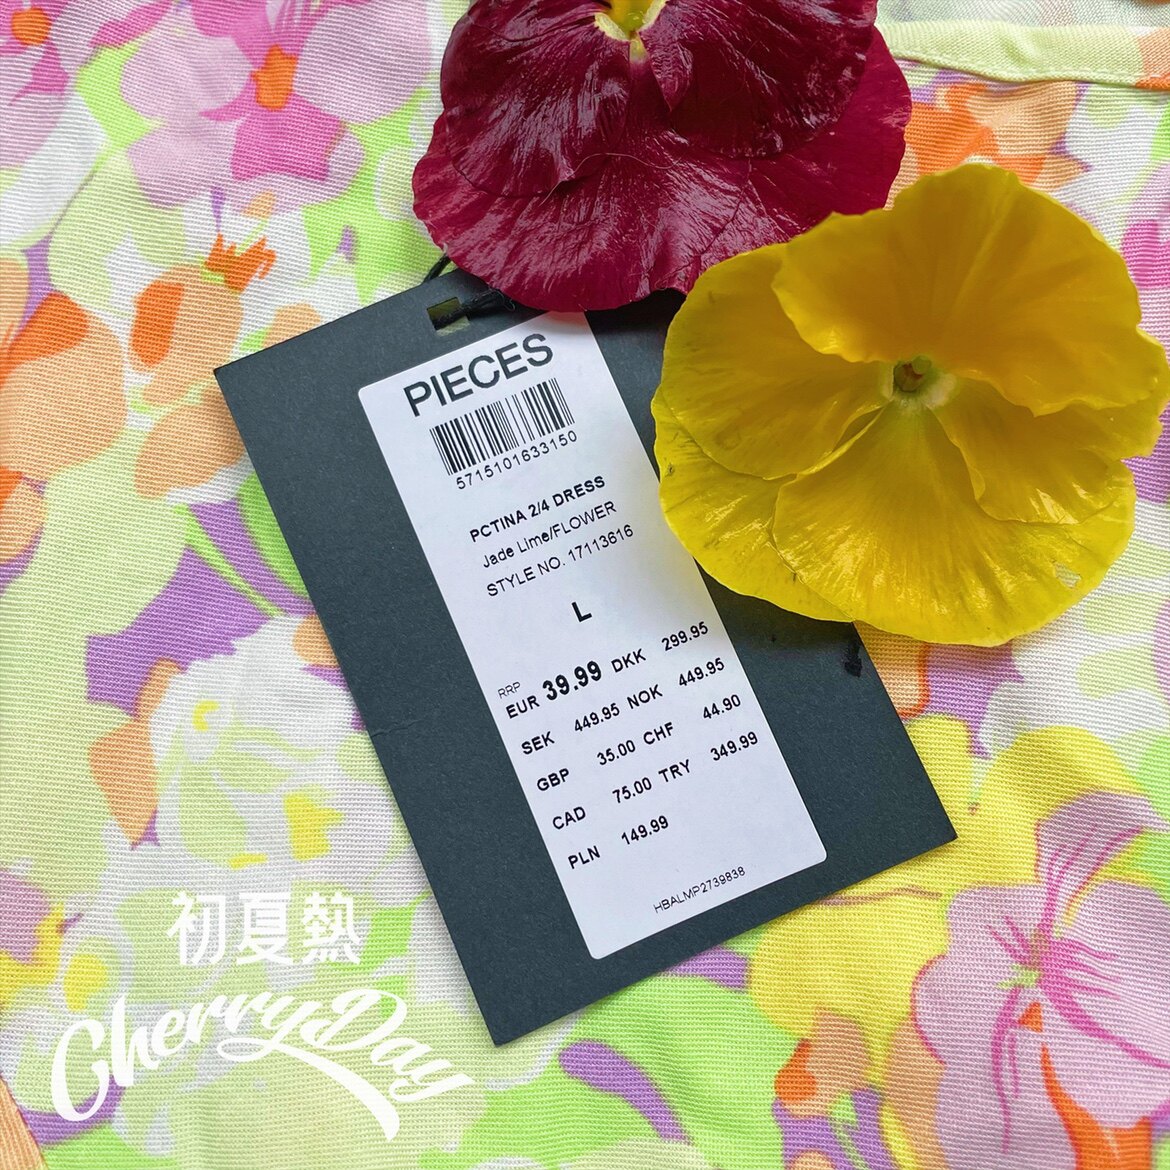 PIECES
5715101633150
PCTINA 2/4 DRESS
Jade Lime/FLOWER
STYLE NO. 17113616
L
RRP
EUR 39.99 DKK 299.95
SEK 449.95 NOK 449.95
GBP 35.00 CHF 44.90
CAD 75.00 TRY 349.99
PLN 149.99
HBALMP2739838
初夏熱
CherryDay